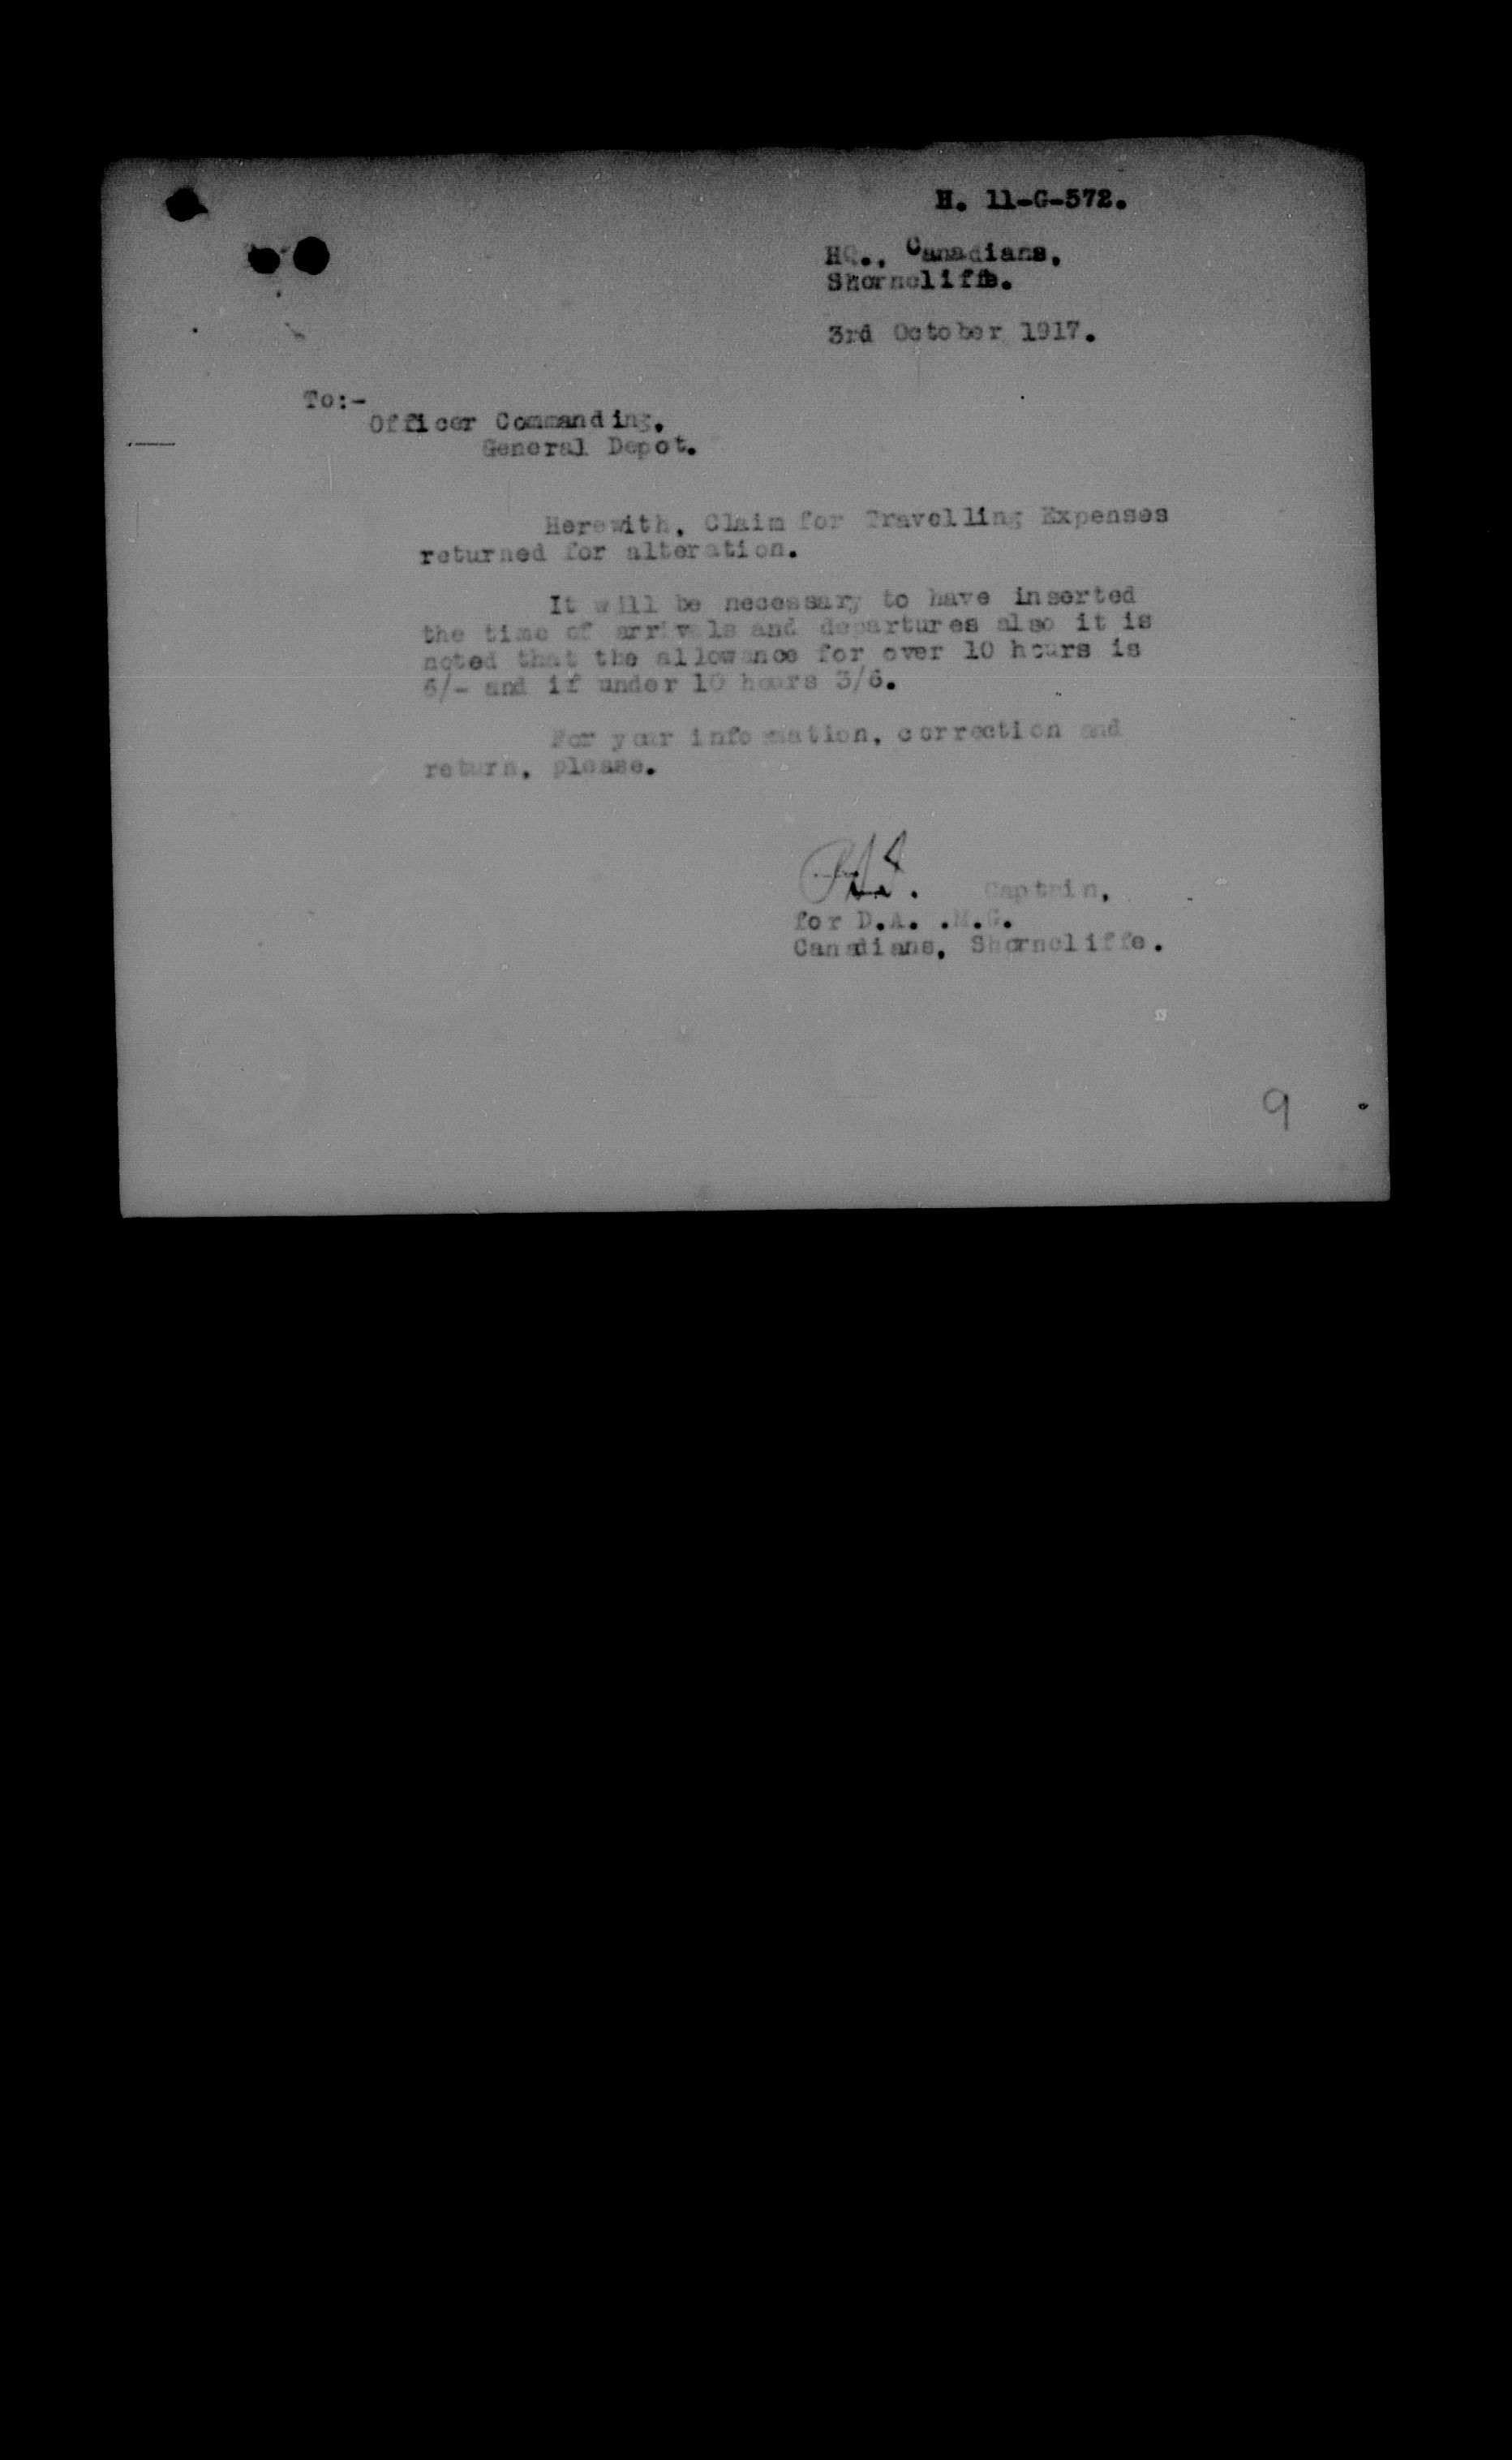 H. 11-G-572.
HQ., Canadians,
Shorncliffe.
3rd October 1917.
To:-
Officer Commanding,
General Depot.
Herewith, Claim for Travelling Expenses
returned for alteration.
It will be necessary to have inserted
the time of arrivals and departures also it is
noted that the allowance for over 10 hours is
6/- and if under 10 hours 3/6.
For your information, correction and
return, please.
Captain,
for D.A. .M.G.
Canadians, Shorncliffe.
9